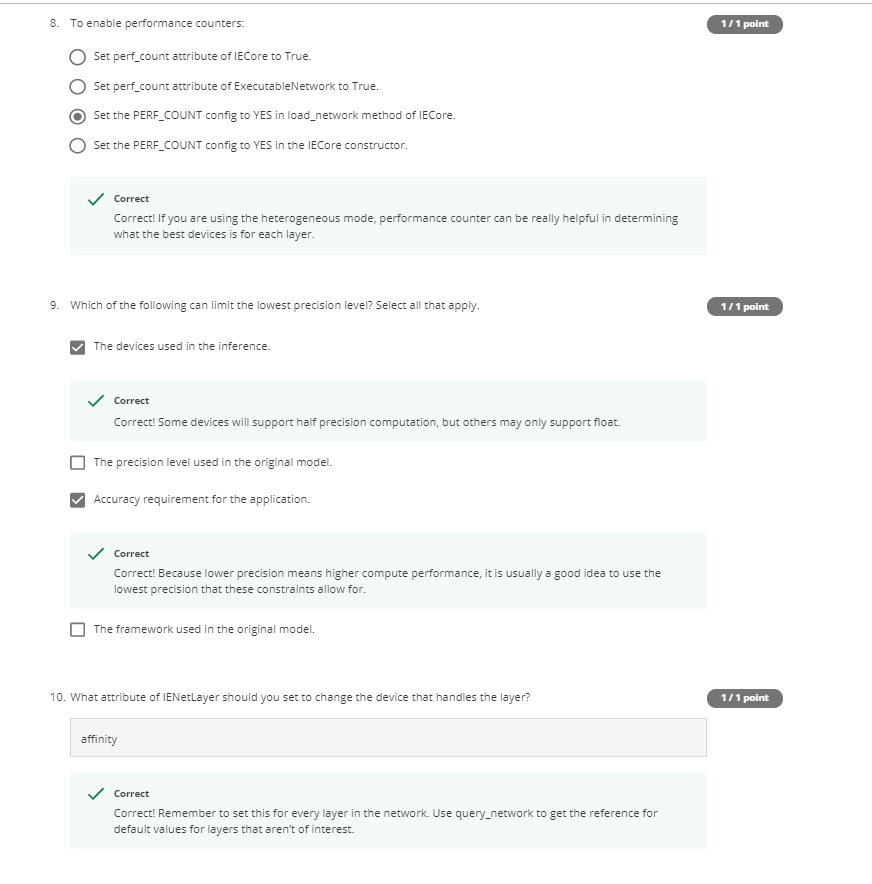 8. To enable performance counters:
1 / 1 point
Set perf_count attribute of IECore to True.
Set perf_count attribute of ExecutableNetwork to True.
Set the PERF_COUNT config to YES in load_network method of IECore.
Set the PERF_COUNT config to YES in the IECore constructor.
Correct
Correct! If you are using the heterogeneous mode, performance counter can be really helpful in determining
what the best devices is for each layer.
9. Which of the following can limit the lowest precision level? Select all that apply.
1 / 1 point
The devices used in the inference.
Correct
Correct! Some devices will support half precision computation, but others may only support float.
The precision level used in the original model.
Accuracy requirement for the application.
Correct
Correct! Because lower precision means higher compute performance, it is usually a good idea to use the
lowest precision that these constraints allow for.
The framework used in the original model.
10. What attribute of IENetLayer should you set to change the device that handles the layer?
1 / 1 point
affinity
Correct
Correct! Remember to set this for every layer in the network. Use query_network to get the reference for
default values for layers that aren't of interest.